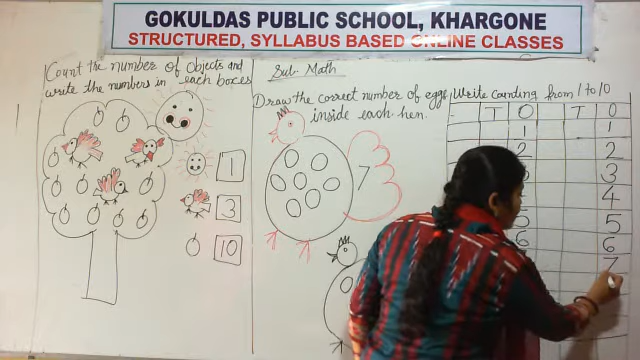 GOKULDAS PUBLIC SCHOOL, KHARGONE
STRUCTURED, SYLLABUS BASED ONLINE CLASSES
Count the number of objects and
write the numbers in each boxes
1
3
10
Sub- Math
Draw the correct number of eggs
inside each hen.
7
Write counting from 1 to 10
T O T O
1 1
2 2
3
4
5 5
6 6
7